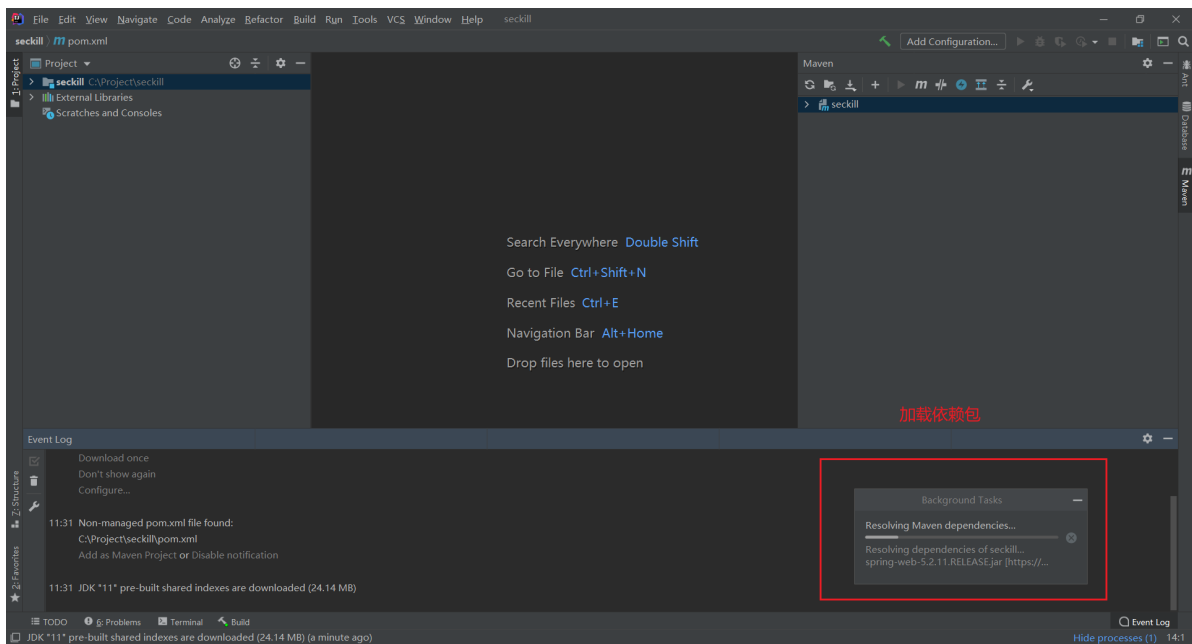 File Edit View Navigate Code Analyze Refactor Build Run Tools VCS Window Help seckill
seckill pom.xml
Add Configuration...
1: Project
Project
seckill C:\Project\seckill
External Libraries
Scratches and Consoles
Search Everywhere Double Shift
Go to File Ctrl+Shift+N
Recent Files Ctrl+E
Navigation Bar Alt+Home
Drop files here to open
Maven
seckill
Ant
Database
Maven
加载依赖包
Event Log
Download once
Don't show again
Configure...
11:31 Non-managed pom.xml file found:
C:\Project\seckill\pom.xml
Add as Maven Project or Disable notification
11:31 JDK "11" pre-built shared indexes are downloaded (24.14 MB)
Background Tasks
Resolving Maven dependencies...
Resolving dependencies of seckill...
spring-web-5.2.11.RELEASE.jar [https://...
Z: Structure
2: Favorites
TODO 6: Problems Terminal Build
Event Log
JDK "11" pre-built shared indexes are downloaded (24.14 MB) (a minute ago)
Hide processes (1) 14:1